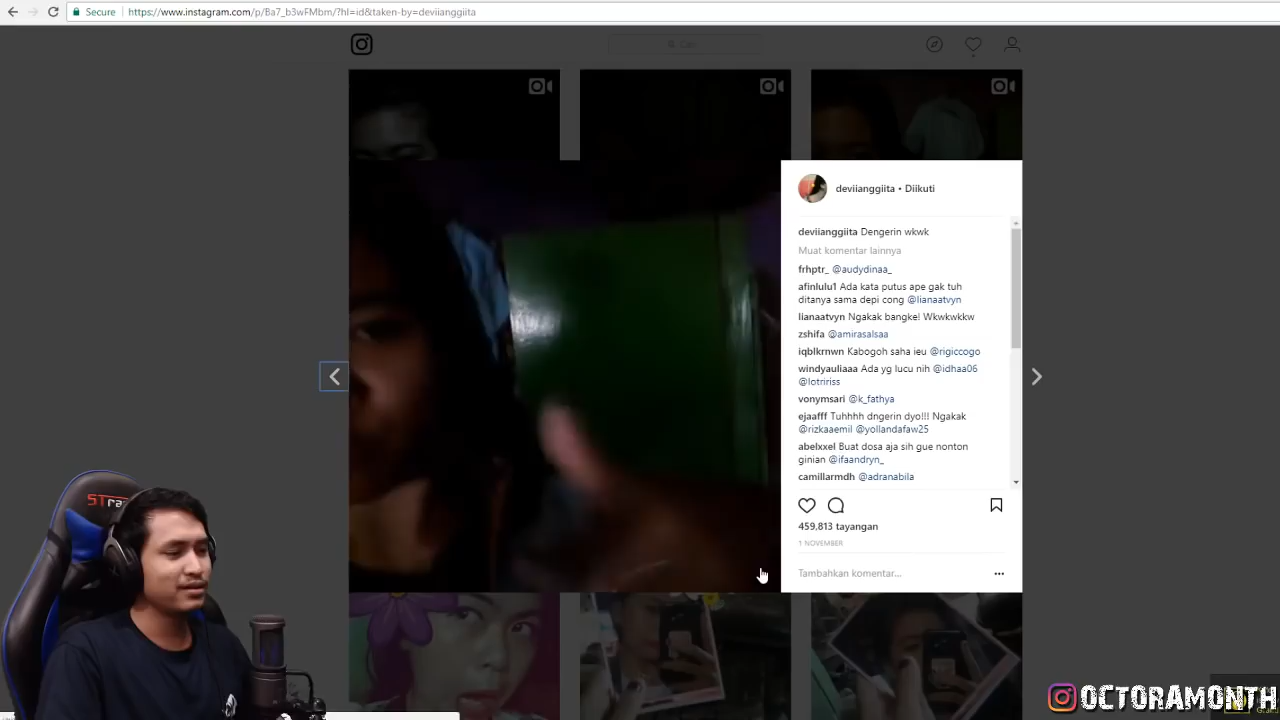 Secure https://www.instagram.com/p/Ba7_b3wFMbm/?hl=id&taken-by=deviianggiita
Cari
deviianggiita • Diikuti
deviianggiita Dengerin wkwk
Muat komentar lainnya
frhptr_ @audydinaa_
afinlulu1 Ada kata putus ape gak tuh
ditanya sama depi cong @lianaatvyn
lianaatvyn Ngakak bangke! Wkwkwkkw
zshifa @amirasalsaa
iqblkrnwn Kabogoh saha ieu @rigiccogo
windyauliaaa Ada yg lucu nih @idhaa06
@lotririss
vonymsari @k_fathya
ejaafff Tuhhhh dngerin dyo!!! Ngakak
@rizkaaemil @yollandafaw25
abelxxel Buat dosa aja sih gue nonton
ginian @ifaandryn_
camillarmdh @adranabila
459,813 tayangan
1 NOVEMBER
Tambahkan komentar...
OCTORAMONTH